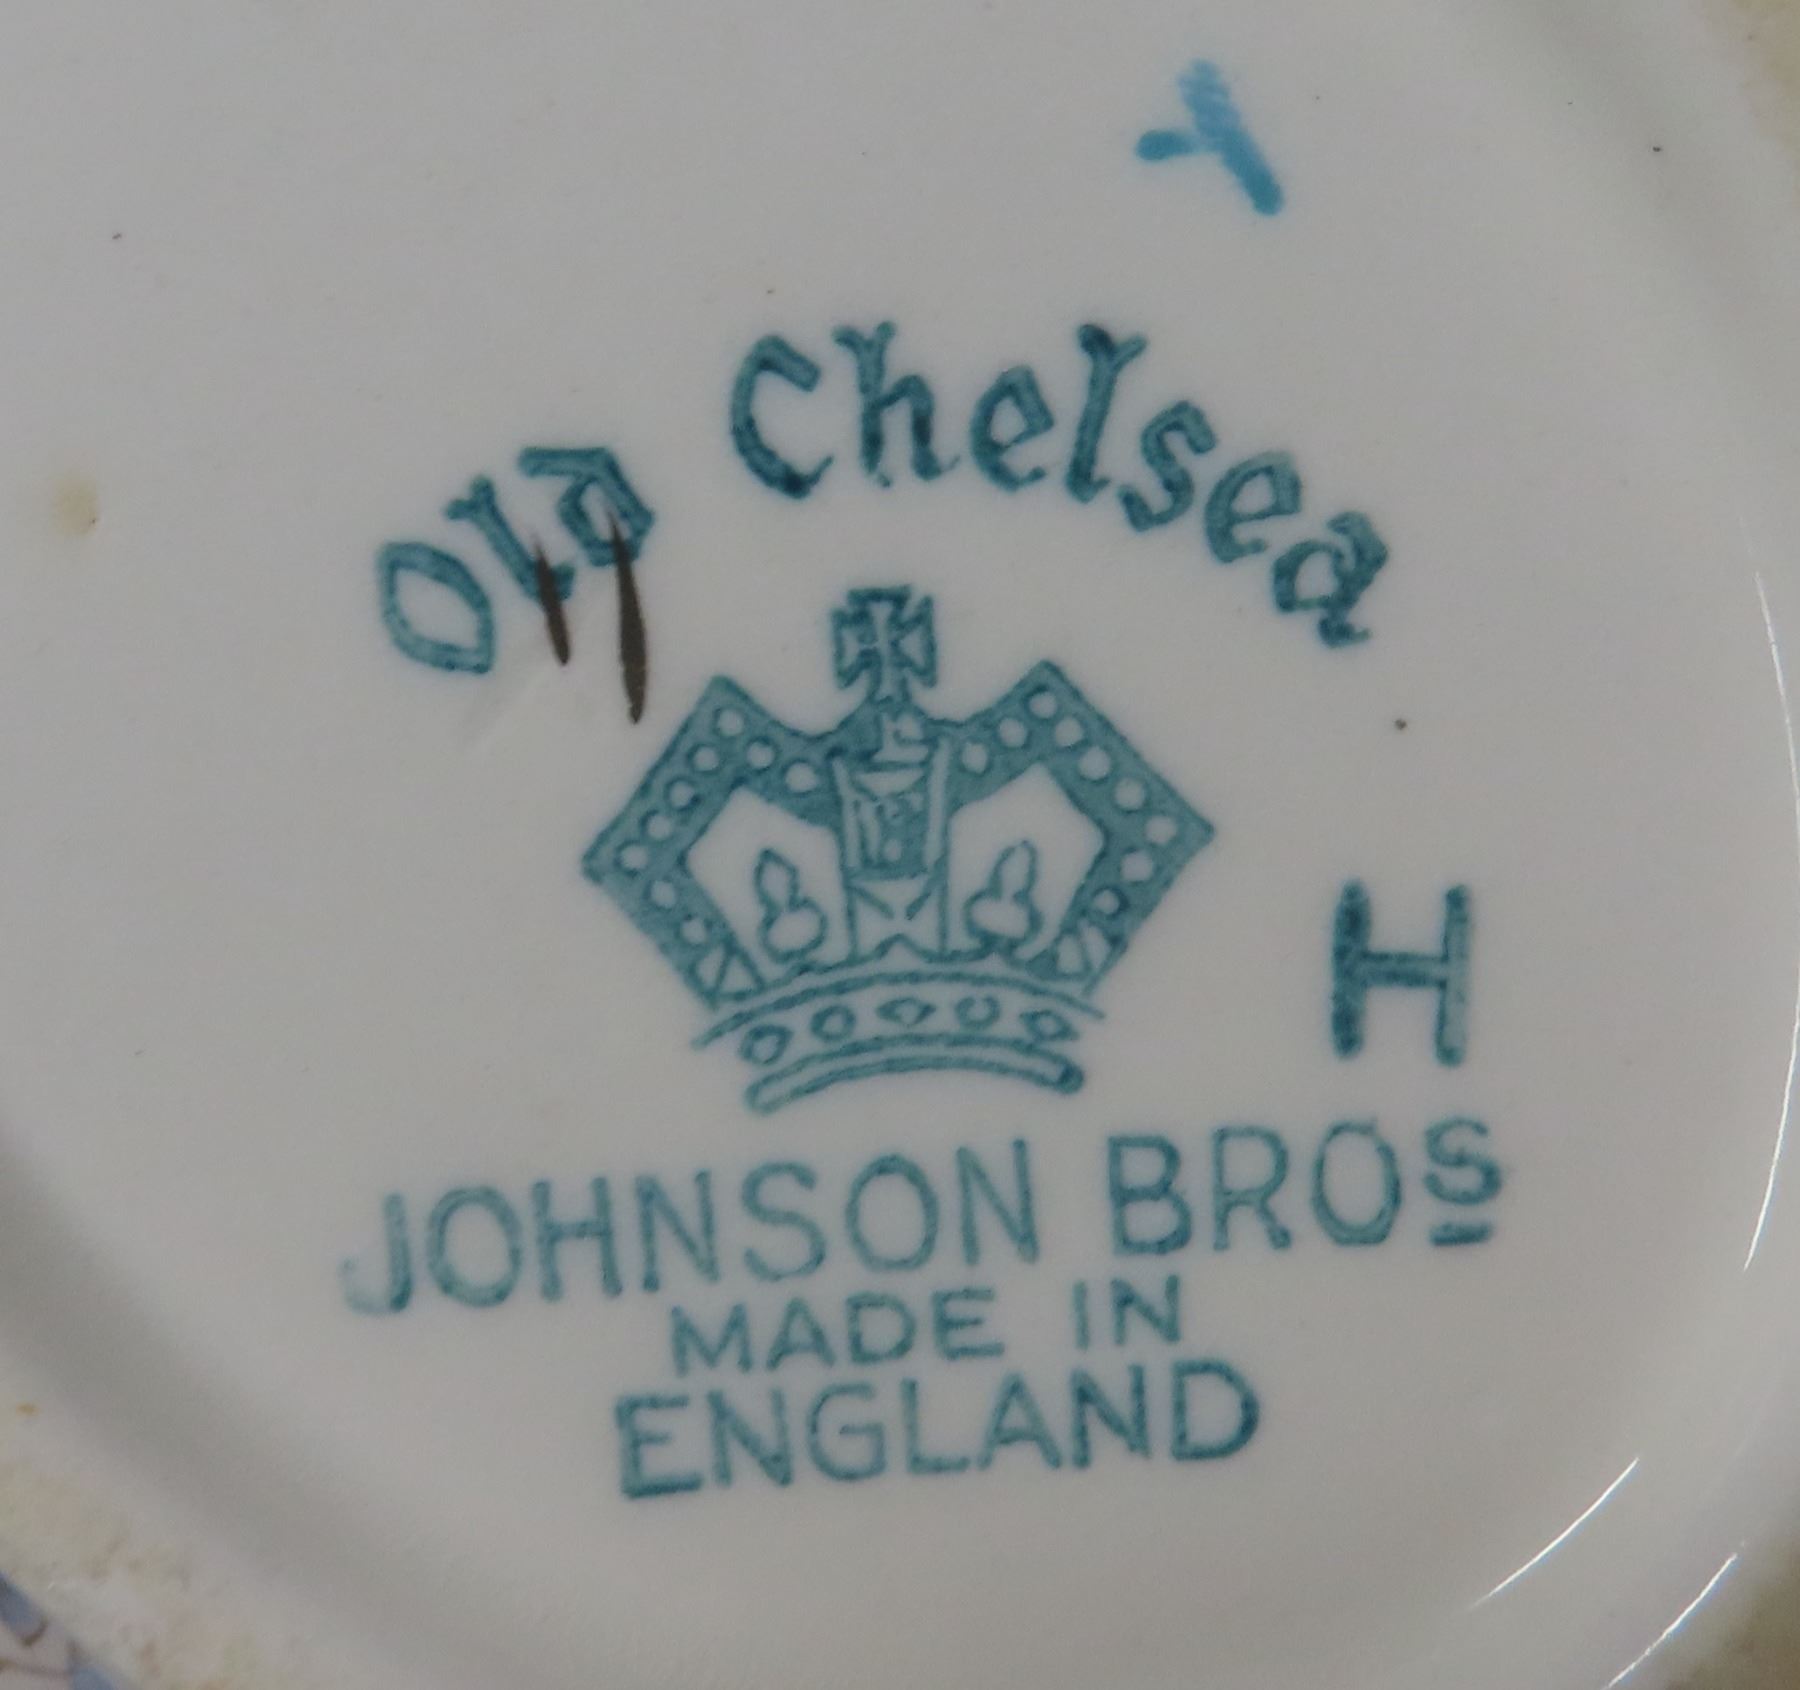 Old Chelsea
H
JOHNSON BROS
MADE IN
ENGLAND